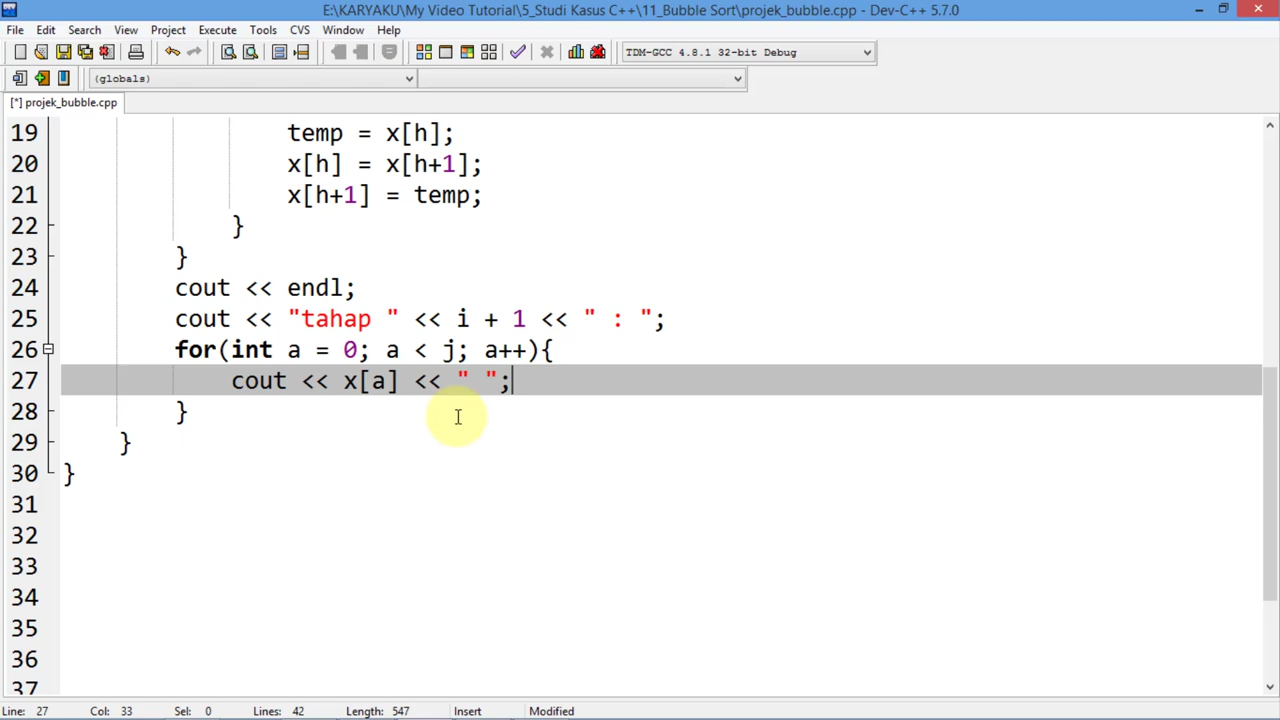 E:\KARYAKU\My Video Tutorial\5_Studi Kasus C++\11_Bubble Sort\projek_bubble.cpp - Dev-C++ 5.7.0
File Edit Search View Project Execute Tools CVS Window Help
TDM-GCC 4.8.1 32-bit Debug
(globals)
[*] projek_bubble.cpp
19 temp = x[h];
20 x[h] = x[h+1];
21 x[h+1] = temp;
22 }
23 }
24 cout << endl;
25 cout << "tahap " << i + 1 << " : ";
26 for(int a = 0; a < j; a++){
27 cout << x[a] << " ";
28 }
29 }
30 }
31
32
33
34
35
36
37
Line: 27 Col: 33 Sel: 0 Lines: 42 Length: 547 Insert Modified